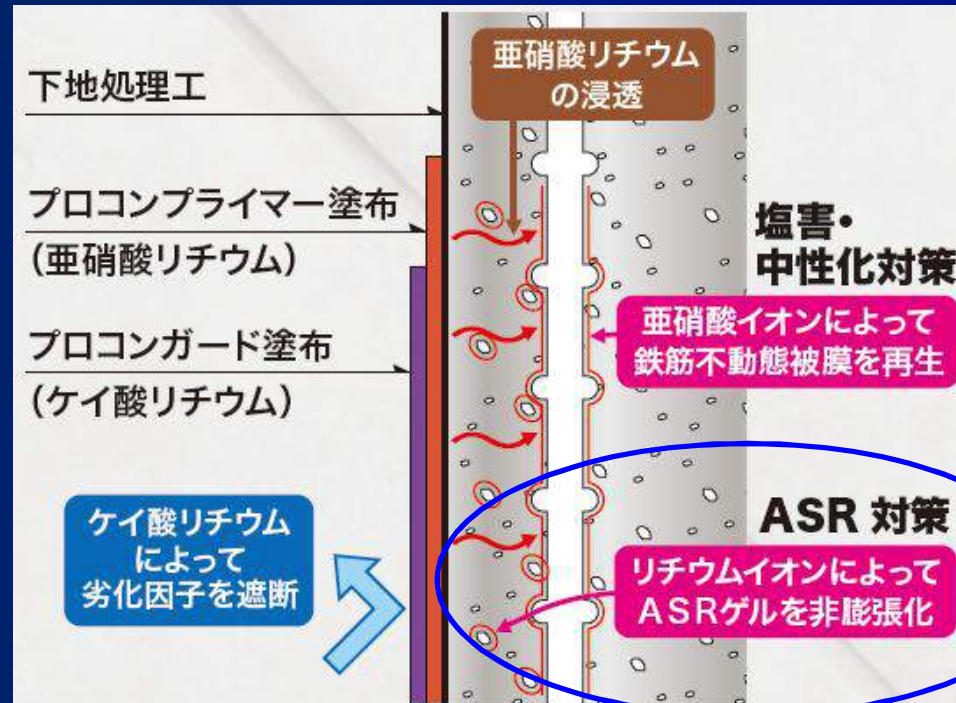 下地処理工
プロコンプライマー塗布
(亜硝酸リチウム)
プロコンガード塗布
(ケイ酸リチウム)
ケイ酸リチウム
によって
劣化因子を遮断
亜硝酸リチウム
の浸透
塩害・
中性化対策
亜硝酸イオンによって
鉄筋不動態被膜を再生
ASR 対策
リチウムイオンによって
ASRゲルを非膨張化